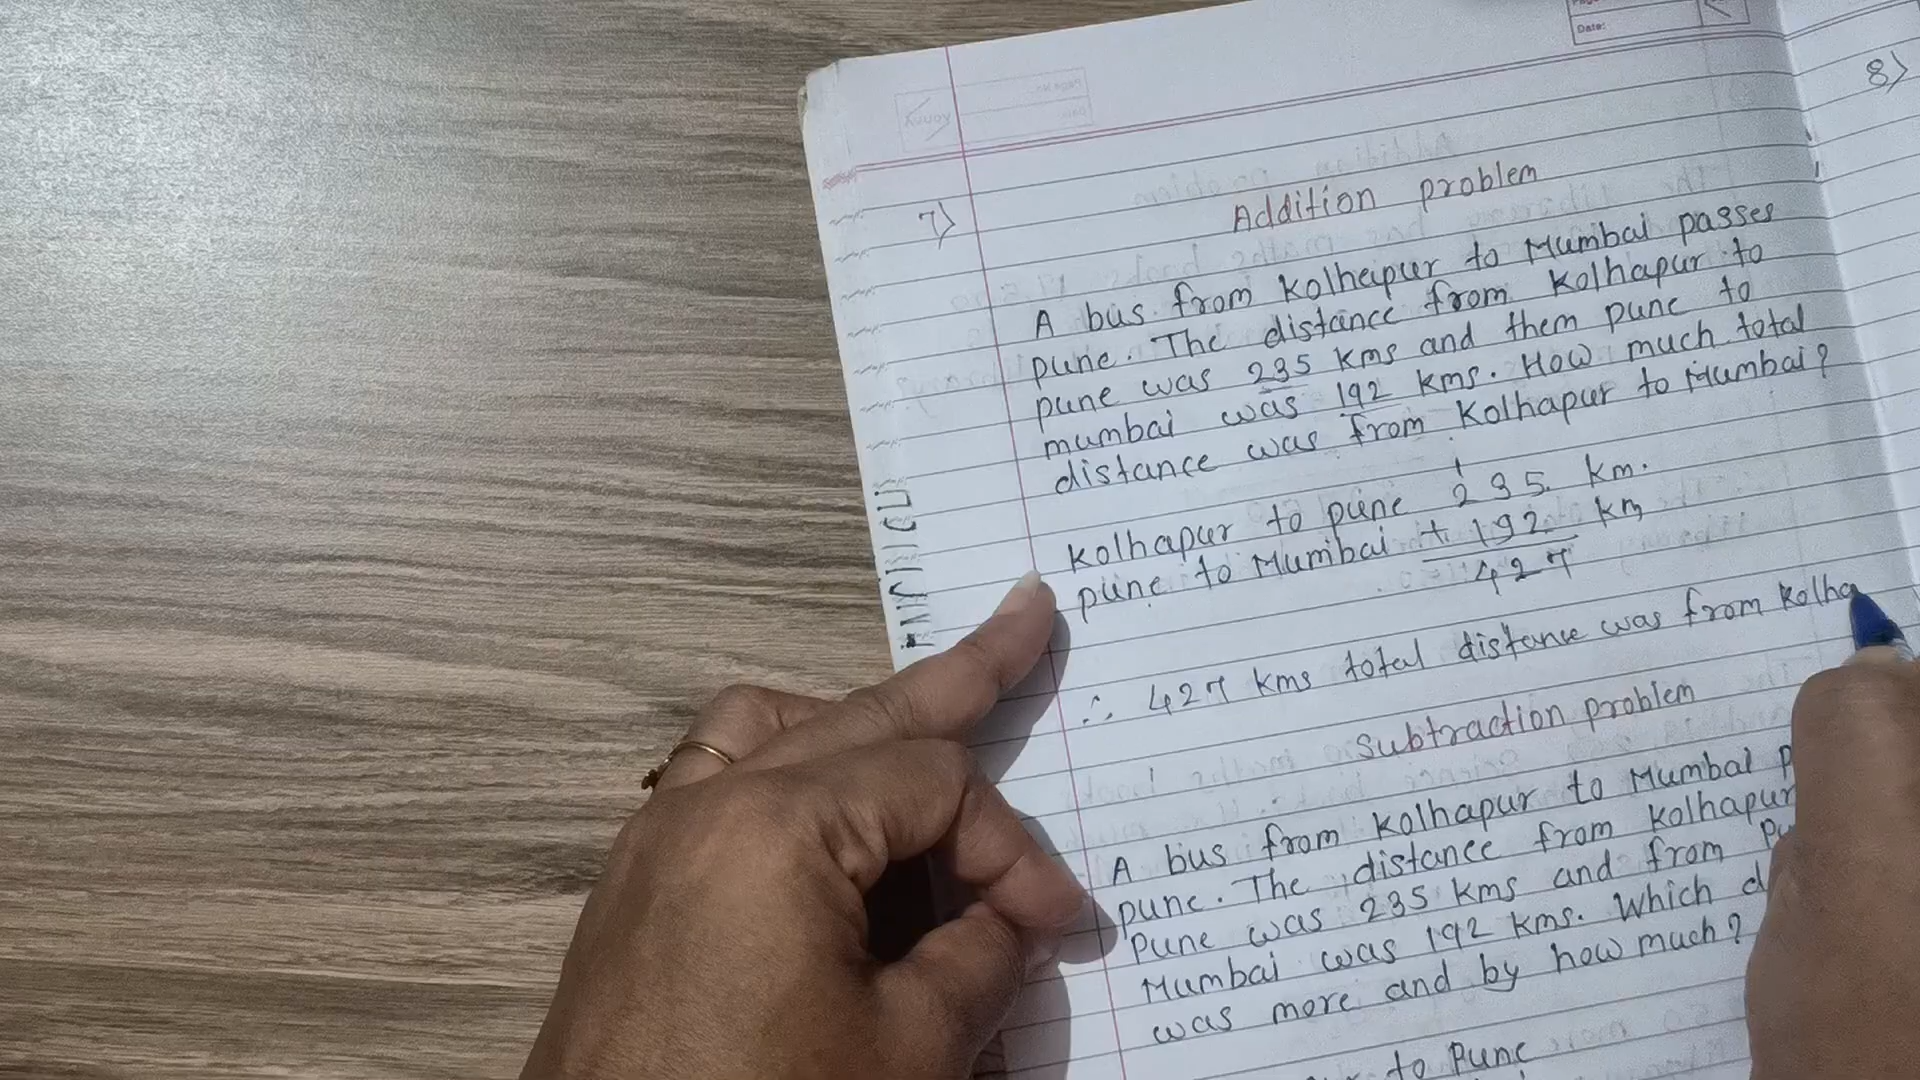 Date:
8)
7)
Addition problem
A bus from Kolhapur to Mumbai passes
pune. The distance from Kolhapur to
pune was 235 kms and them pune to
mumbai was 192 kms. How much total
distance was from Kolhapur to Mumbai?
1
Kolhapur to pune 235 km.
pune to Mumbai + 192 km
427
∴ 427 kms total distance was from Kolha
Subtraction problem
A bus from Kolhapur to Mumbai p
pune. The distance from Kolhapur
Pune was 235 kms and from Pu
Mumbai was 192 kms. Which d
was more and by how much?
to Pune